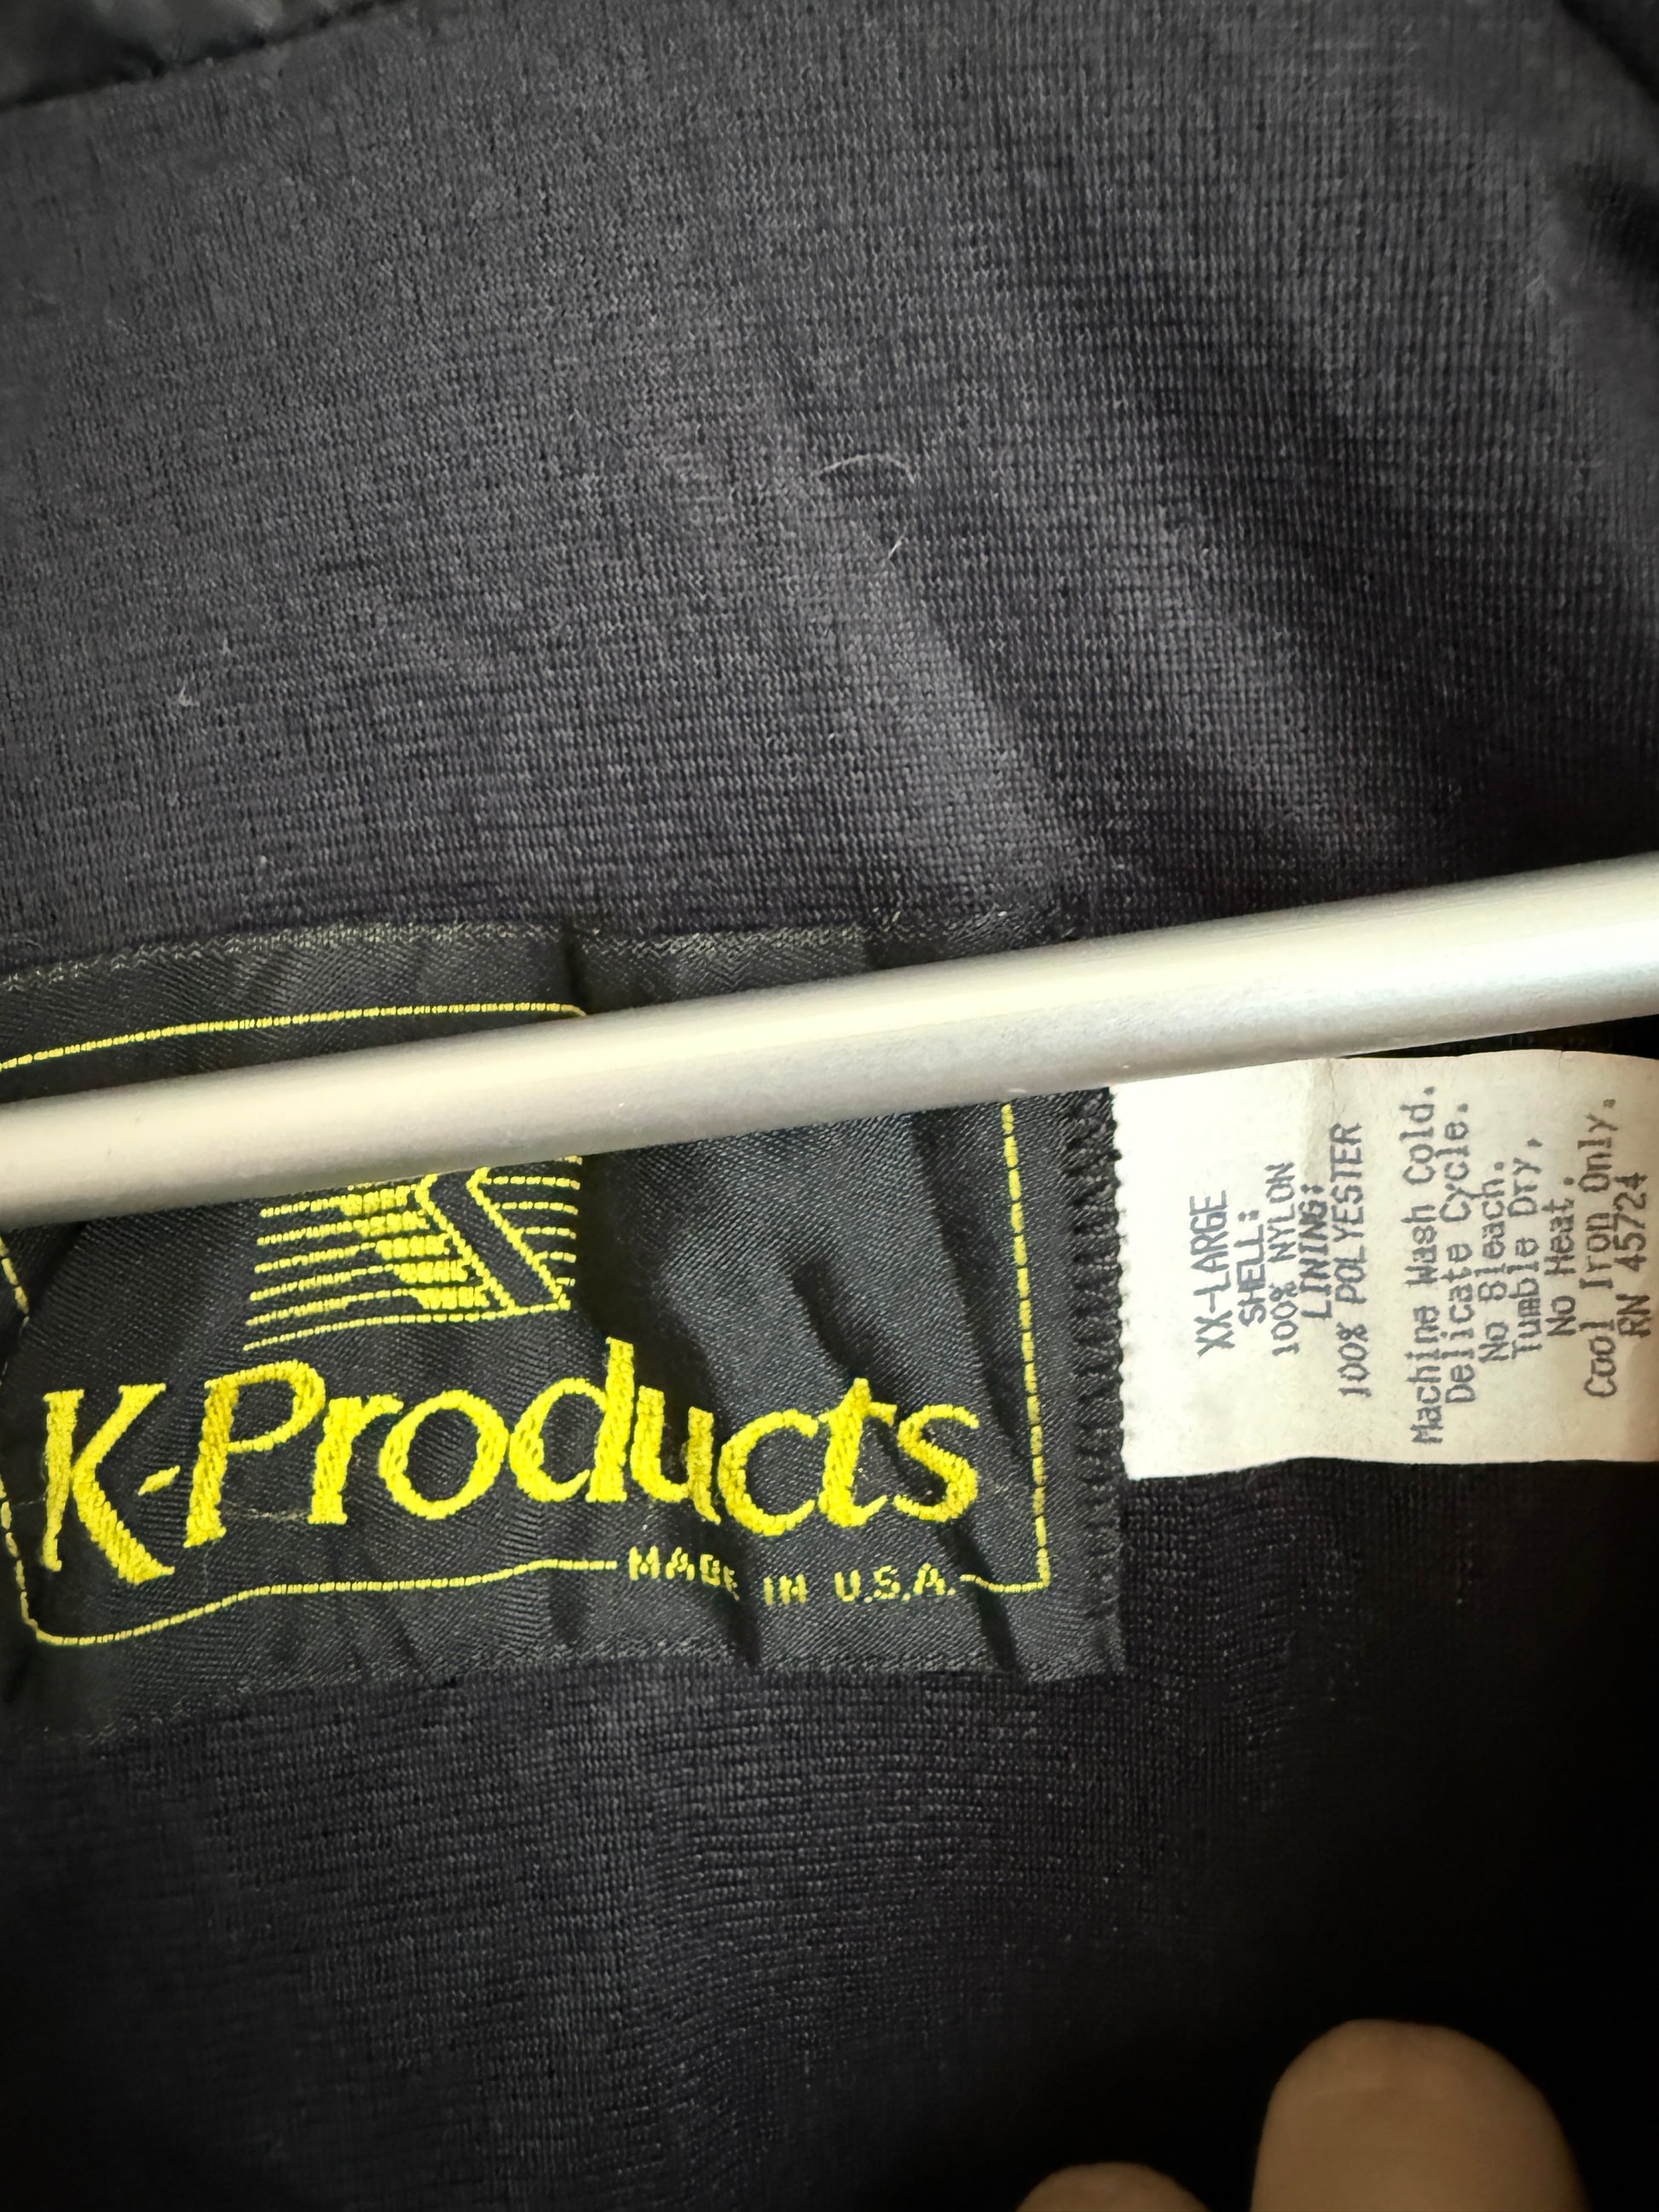 K-Products
MADE IN U.S.A.
XX-LARGE
SHELL:
100% NYLON
LINING:
100% POLYESTER
Machine Wash Cold.
Delicate Cycle.
No Bleach.
Tumble Dry,
No Heat.
Cool Iron Only.
RN 45724